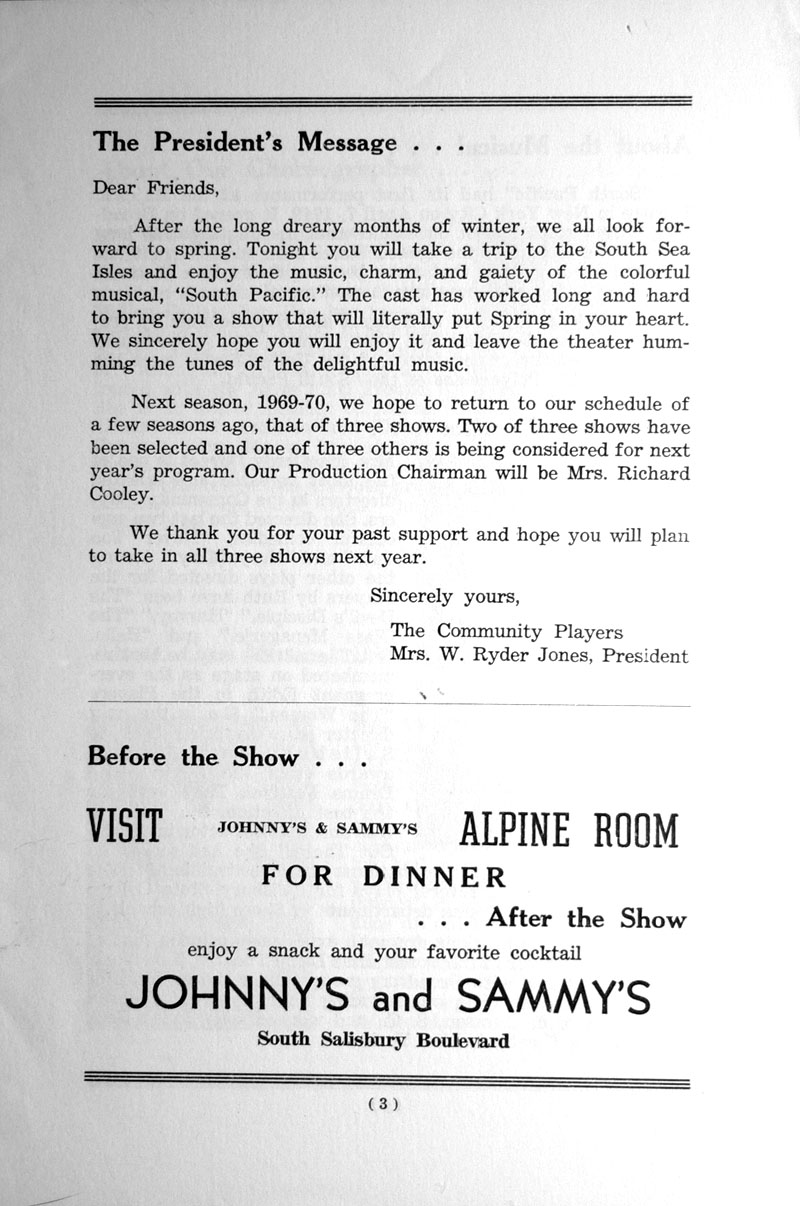 The President's Message . . .
Dear Friends,
After the long dreary months of winter, we all look for-
ward to spring. Tonight you will take a trip to the South Sea
Isles and enjoy the music, charm, and gaiety of the colorful
musical, "South Pacific." The cast has worked long and hard
to bring you a show that will literally put Spring in your heart.
We sincerely hope you will enjoy it and leave the theater hum-
ming the tunes of the delightful music.
Next season, 1969-70, we hope to return to our schedule of
a few seasons ago, that of three shows. Two of three shows have
been selected and one of three others is being considered for next
year's program. Our Production Chairman will be Mrs. Richard
Cooley.
We thank you for your past support and hope you will plan
to take in all three shows next year.
Sincerely yours,
The Community Players
Mrs. W. Ryder Jones, President
Before the Show . . .
VISIT JOHNNY'S & SAMMY'S ALPINE ROOM
FOR DINNER
. . . After the Show
enjoy a snack and your favorite cocktail
JOHNNY'S and SAMMY'S
South Salisbury Boulevard
(3)